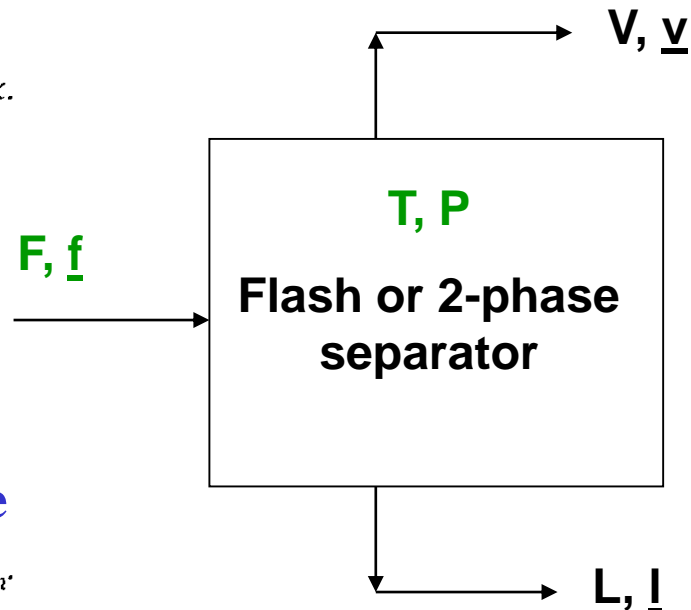 V, v
x.
T, P
F, f
Flash or 2-phase
separator
e
L, l